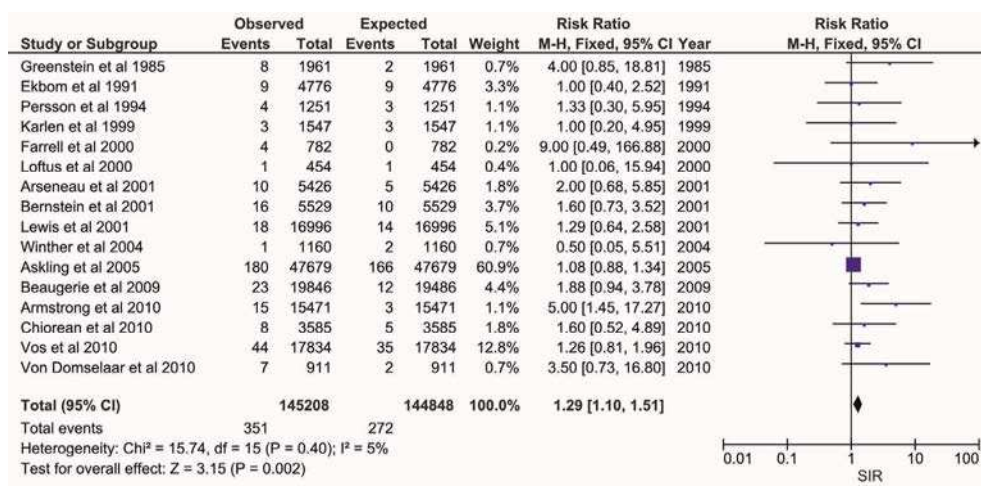 Observed Expected Risk Ratio Risk Ratio
Study or Subgroup Events Total Events Total Weight M-H, Fixed, 95% CI Year M-H, Fixed, 95% CI
Greenstein et al 1985 8 1961 2 1961 0.7% 4.00 [0.85, 18.81] 1985
Ekbom et al 1991 9 4776 9 4776 3.3% 1.00 [0.40, 2.52] 1991
Persson et al 1994 4 1251 3 1251 1.1% 1.33 [0.30, 5.95] 1994
Karlen et al 1999 3 1547 3 1547 1.1% 1.00 [0.20, 4.95] 1999
Farrell et al 2000 4 782 0 782 0.2% 9.00 [0.49, 166.88] 2000
Loftus et al 2000 1 454 1 454 0.4% 1.00 [0.06, 15.94] 2000
Arseneau et al 2001 10 5426 5 5426 1.8% 2.00 [0.68, 5.85] 2001
Bernstein et al 2001 16 5529 10 5529 3.7% 1.60 [0.73, 3.52] 2001
Lewis et al 2001 18 16996 14 16996 5.1% 1.29 [0.64, 2.58] 2001
Winther et al 2004 1 1160 2 1160 0.7% 0.50 [0.05, 5.51] 2004
Askling et al 2005 180 47679 166 47679 60.9% 1.08 [0.88, 1.34] 2005
Beaugerie et al 2009 23 19846 12 19486 4.4% 1.88 [0.94, 3.78] 2009
Armstrong et al 2010 15 15471 3 15471 1.1% 5.00 [1.45, 17.27] 2010
Chiorean et al 2010 8 3585 5 3585 1.8% 1.60 [0.52, 4.89] 2010
Vos et al 2010 44 17834 35 17834 12.8% 1.26 [0.81, 1.96] 2010
Von Domselaar et al 2010 7 911 2 911 0.7% 3.50 [0.73, 16.80] 2010
Total (95% CI) 145208 144848 100.0% 1.29 [1.10, 1.51]
Total events 351 272
Heterogeneity: Chi² = 15.74, df = 15 (P = 0.40); I² = 5%
Test for overall effect: Z = 3.15 (P = 0.002)
0.01 0.1 1 10 100
SIR